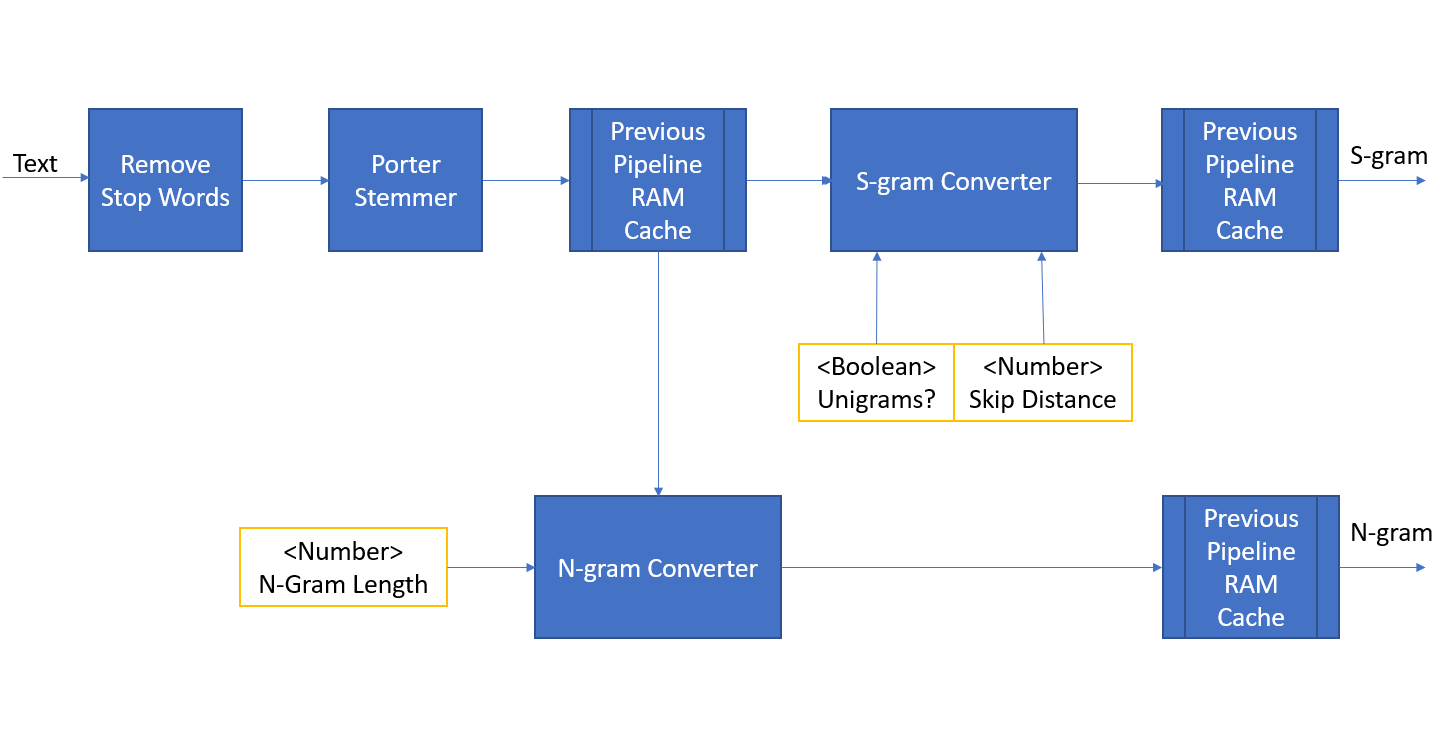 Text
Remove
Stop Words
Porter
Stemmer
Previous
Pipeline
RAM
Cache
S-gram Converter
Previous
Pipeline
RAM
Cache
S-gram
<Boolean>
Unigrams?
<Number>
Skip Distance
<Number>
N-Gram Length
N-gram Converter
Previous
Pipeline
RAM
Cache
N-gram